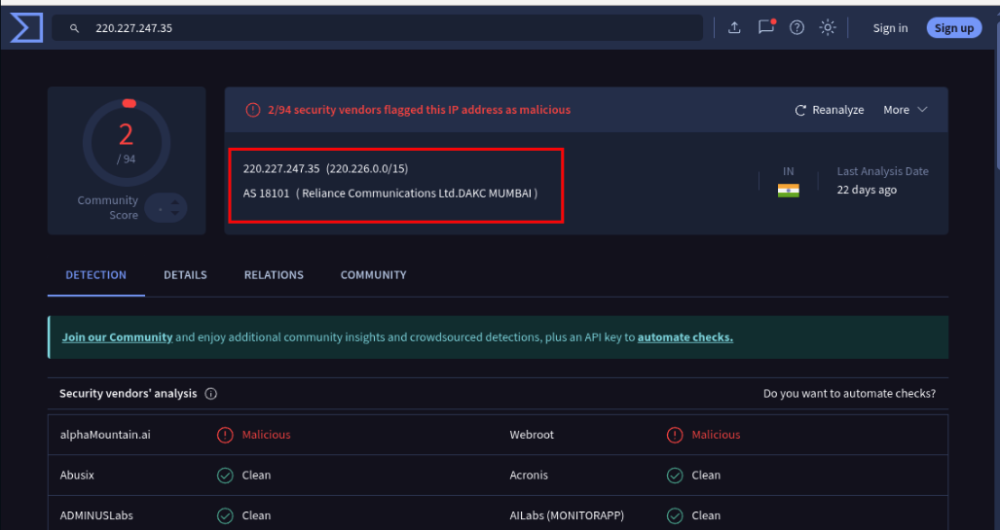 220.227.247.35
Sign in
Sign up
2
/ 94
Community
Score
2/94 security vendors flagged this IP address as malicious
Reanalyze
More
220.227.247.35 (220.226.0.0/15)
AS 18101 ( Reliance Communications Ltd.DAKC MUMBAI )
IN
Last Analysis Date
22 days ago
DETECTION
DETAILS
RELATIONS
COMMUNITY
Join our Community and enjoy additional community insights and crowdsourced detections, plus an API key to automate checks.
Security vendors' analysis
Do you want to automate checks?
alphaMountain.ai Malicious Webroot Malicious
Abusix Clean Acronis Clean
ADMINUSLabs Clean AILabs (MONITORAPP) Clean